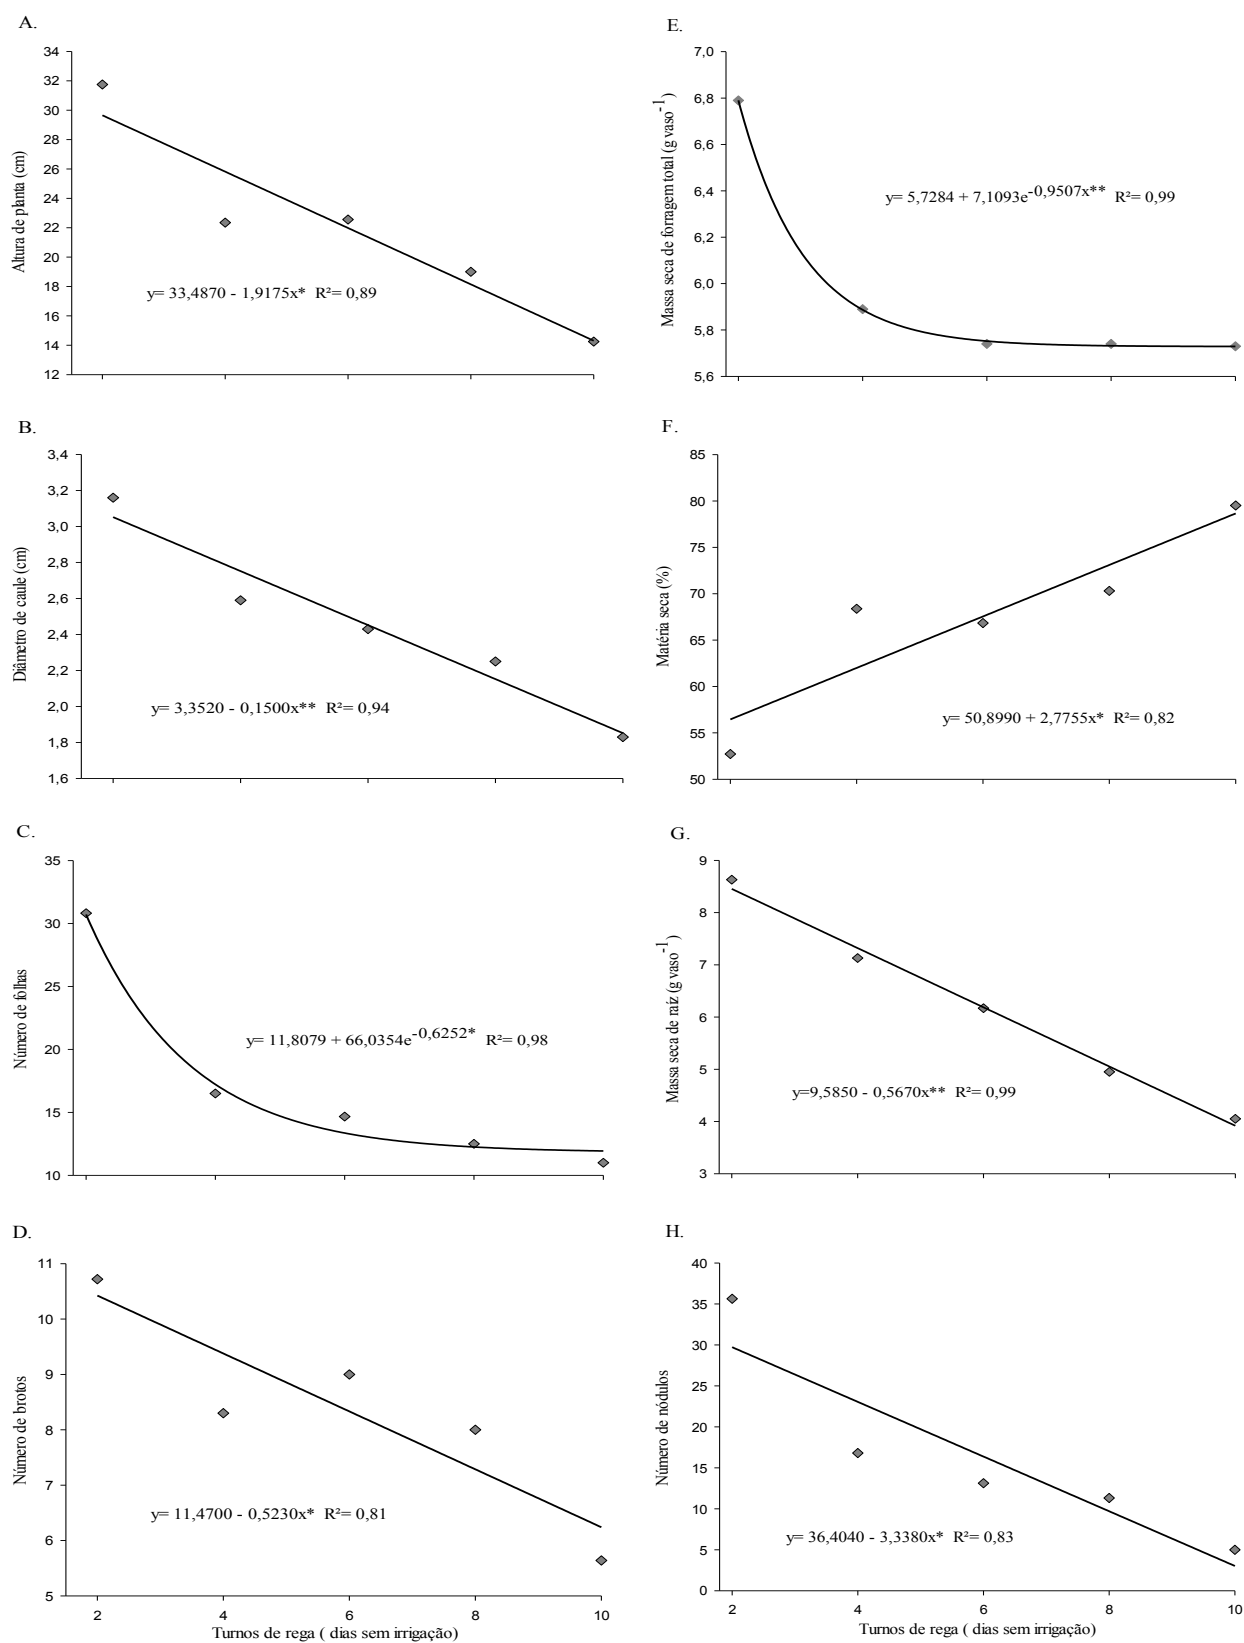 A.
34
32
30
28
26
24
22
20
18
16
14
12
Altura de planta (cm)
y= 33,4870 - 1,9175x* R²= 0,89
B.
3,4
3,2
3,0
2,8
2,6
2,4
2,2
2,0
1,8
1,6
Diâmetro de caule (cm)
y= 3,3520 - 0,1500x** R²= 0,94
C.
35
30
25
20
15
10
Número de folhas
y= 11,8079 + 66,0354e^-0,6252* R²= 0,98
D.
11
10
9
8
7
6
5
Número de brotos
y= 11,4700 - 0,5230x* R²= 0,81
2 4 6 8 10
Turnos de rega ( dias sem irrigação)
E.
7,0
6,8
6,6
6,4
6,2
6,0
5,8
5,6
Massa seca de forragem total (g vaso^-1)
y= 5,7284 + 7,1093e^-0,9507x** R²= 0,99
F.
85
80
75
70
65
60
55
50
Matéria seca (%)
y= 50,8990 + 2,7755x* R²= 0,82
G.
9
8
7
6
5
4
3
Massa seca de raíz (g vaso^-1)
y=9,5850 - 0,5670x** R²= 0,99
H.
40
35
30
25
20
15
10
5
0
Número de nódulos
y= 36,4040 - 3,3380x* R²= 0,83
2 4 6 8 10
Turnos de rega ( dias sem irrigação)